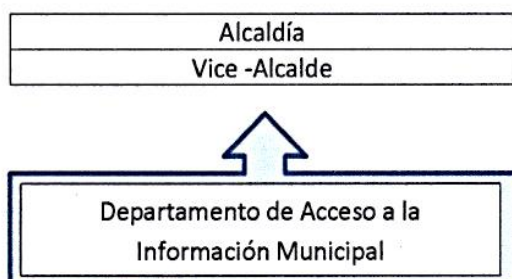 Alcaldía
Vice -Alcalde
Departamento de Acceso a la
Información Municipal